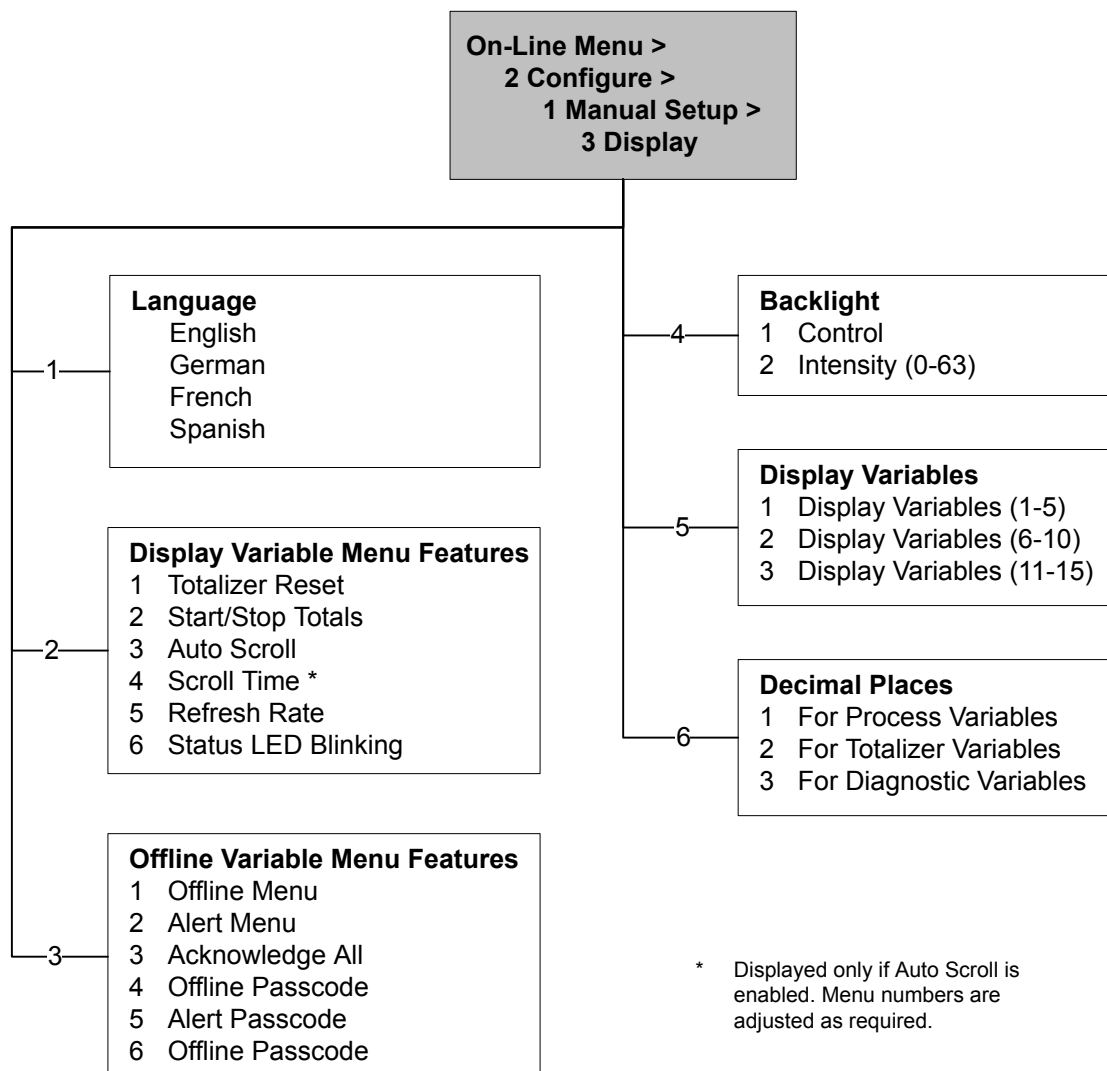 On-Line Menu >
2 Configure >
1 Manual Setup >
3 Display
1
Language
English
German
French
Spanish
2
Display Variable Menu Features
1 Totalizer Reset
2 Start/Stop Totals
3 Auto Scroll
4 Scroll Time *
5 Refresh Rate
6 Status LED Blinking
3
Offline Variable Menu Features
1 Offline Menu
2 Alert Menu
3 Acknowledge All
4 Offline Passcode
5 Alert Passcode
6 Offline Passcode
4
Backlight
1 Control
2 Intensity (0-63)
5
Display Variables
1 Display Variables (1-5)
2 Display Variables (6-10)
3 Display Variables (11-15)
6
Decimal Places
1 For Process Variables
2 For Totalizer Variables
3 For Diagnostic Variables
* Displayed only if Auto Scroll is
enabled. Menu numbers are
adjusted as required.